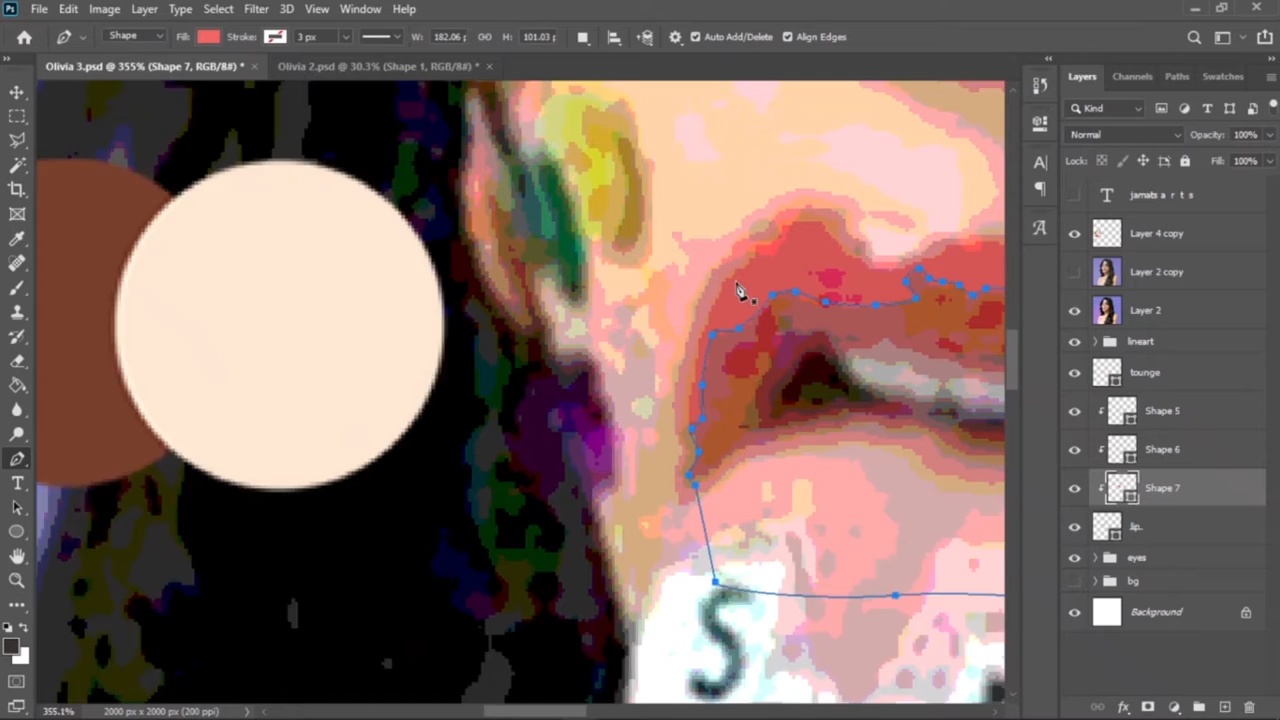 Ps File Edit Image Layer Type Select Filter 3D View Window Help
Shape Fill: Stroke: 3 px W: 182.06 p H: 101.03 p Auto Add/Delete Align Edges
Olivia 3.psd @ 355% (Shape 7, RGB/8#) * × Olivia 2.psd @ 30.3% (Shape 1, RGB/8#) * ×
Layers Channels Paths Swatches
Kind
Normal Opacity: 100%
Lock: Fill: 100%
jamats a r t s
Layer 4 copy
Layer 2 copy
Layer 2
lineart
tounge
Shape 5
Shape 6
Shape 7
lip.
eyes
bg
Background
S
355.1% 2000 px x 2000 px (200 ppi)